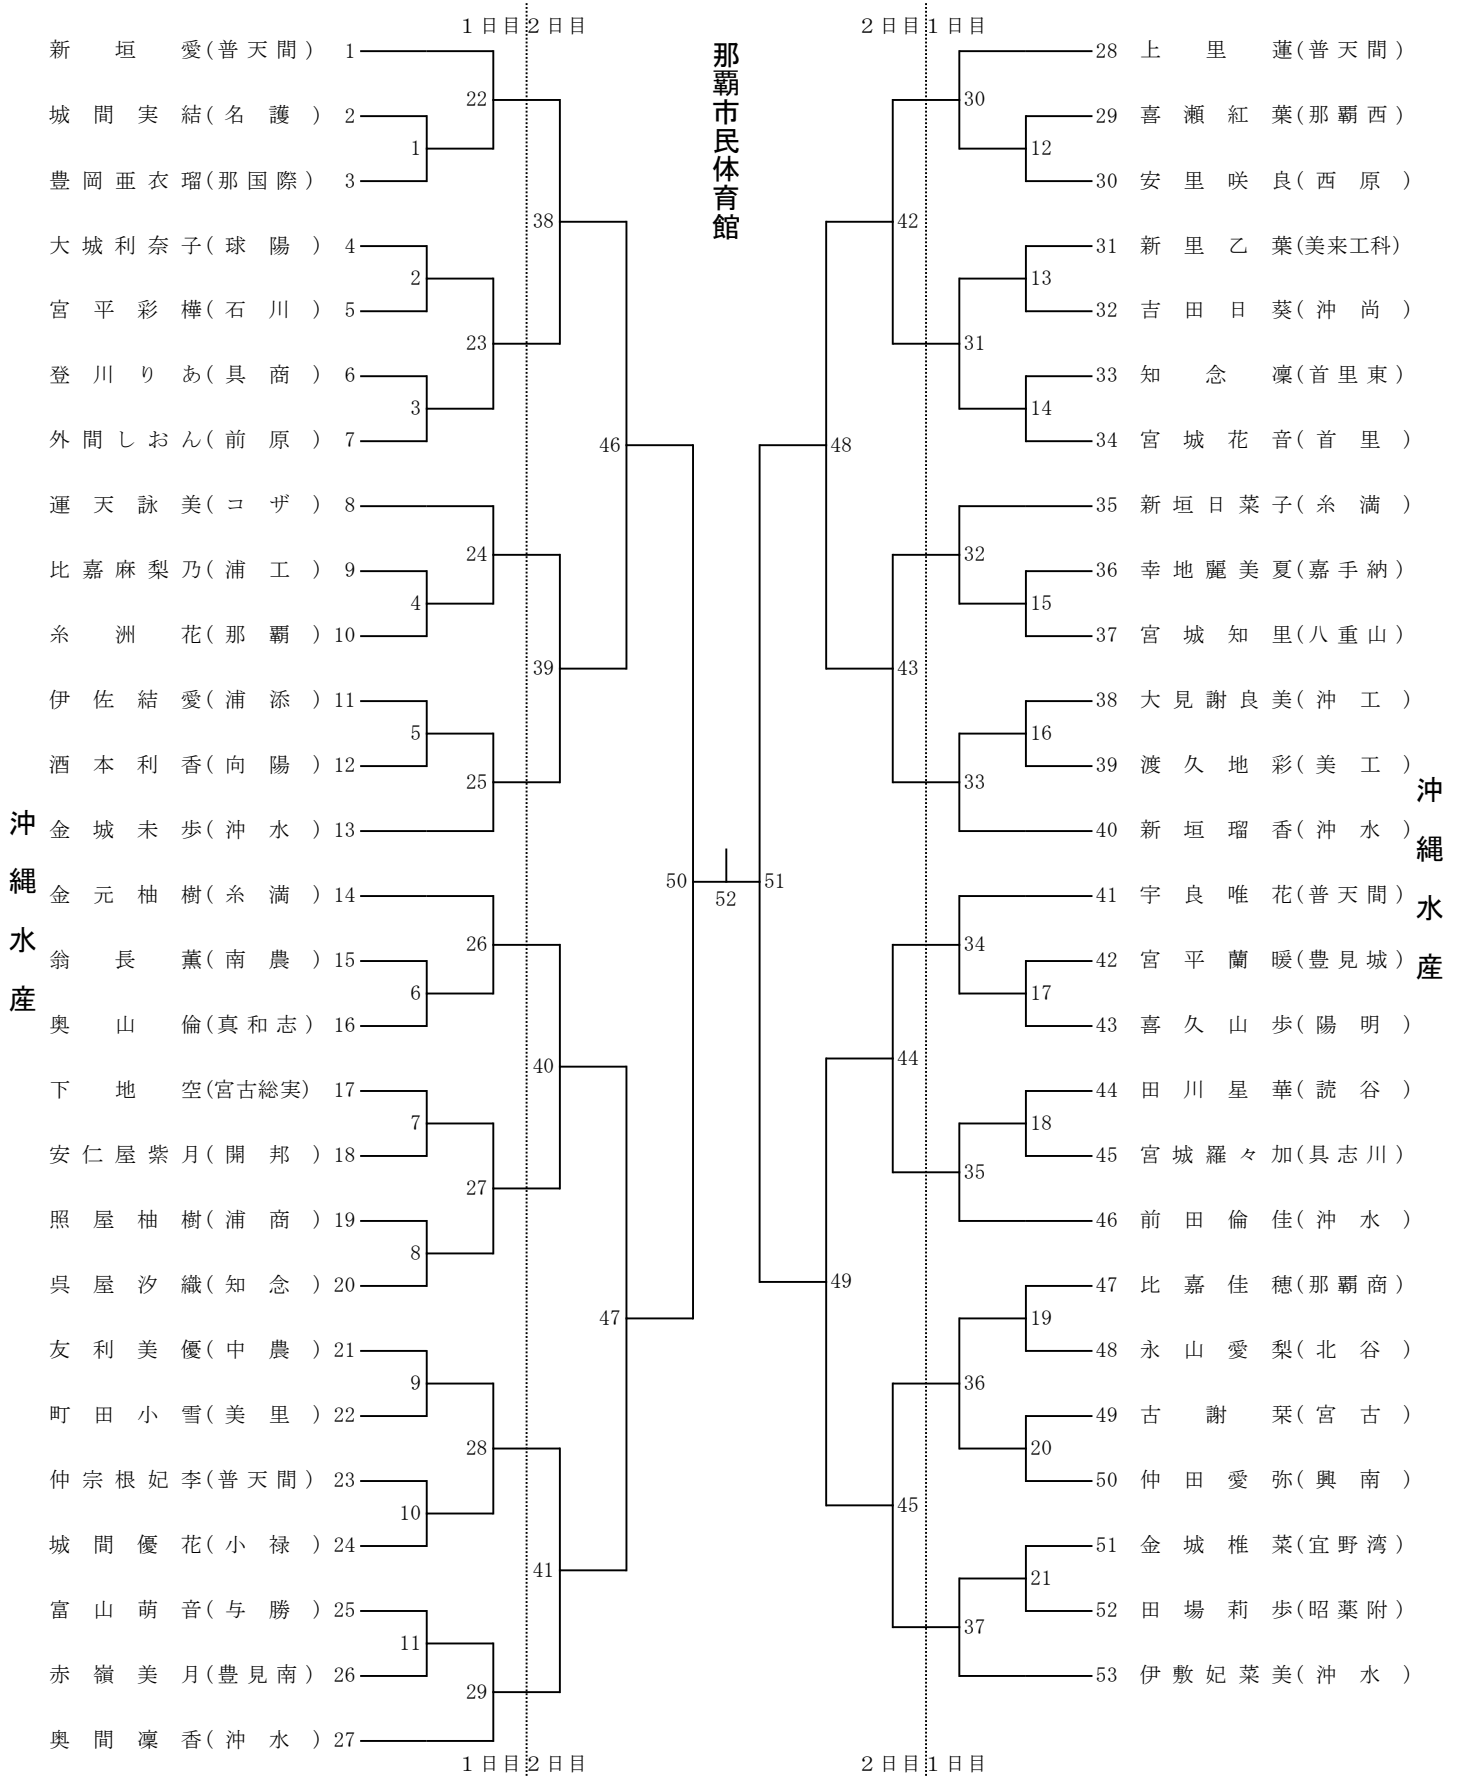 1日目 2日目
2日目 1日目
那覇市民体育館
沖縄水産
沖縄水産
新垣愛(普天間) 1
城間実結(名護) 2
豊岡亜衣瑠(那国際) 3
大城利奈子(球陽) 4
宮平彩樺(石川) 5
登川りあ(具商) 6
外間しおん(前原) 7
運天詠美(コザ) 8
比嘉麻梨乃(浦工) 9
糸洲花(那覇) 10
伊佐結愛(浦添) 11
酒本利香(向陽) 12
金城未歩(沖水) 13
金元柚樹(糸満) 14
翁長薫(南農) 15
奥山倫(真和志) 16
下地空(宮古総実) 17
安仁屋紫月(開邦) 18
照屋柚樹(浦商) 19
呉屋汐織(知念) 20
友利美優(中農) 21
町田小雪(美里) 22
仲宗根妃李(普天間) 23
城間優花(小禄) 24
富山萌音(与勝) 25
赤嶺美月(豊見南) 26
奥間凜香(沖水) 27
1
2
3
4
5
6
7
8
9
10
11
22
23
24
25
26
27
28
29
38
39
40
41
46
47
50
52
51
48
49
42
43
44
45
30
31
32
33
34
35
36
37
12
13
14
15
16
17
18
19
20
21
28 上里蓮(普天間)
29 喜瀬紅葉(那覇西)
30 安里咲良(西原)
31 新里乙葉(美来工科)
32 吉田日葵(沖尚)
33 知念凜(首里東)
34 宮城花音(首里)
35 新垣日菜子(糸満)
36 幸地麗美夏(嘉手納)
37 宮城知里(八重山)
38 大見謝良美(沖工)
39 渡久地彩(美工)
40 新垣瑠香(沖水)
41 宇良唯花(普天間)
42 宮平蘭暖(豊見城)
43 喜久山歩(陽明)
44 田川星華(読谷)
45 宮城羅々加(具志川)
46 前田倫佳(沖水)
47 比嘉佳穂(那覇商)
48 永山愛梨(北谷)
49 古謝栞(宮古)
50 仲田愛弥(興南)
51 金城椎菜(宜野湾)
52 田場莉歩(昭薬附)
53 伊敷妃菜美(沖水)
1日目 2日目
2日目 1日目